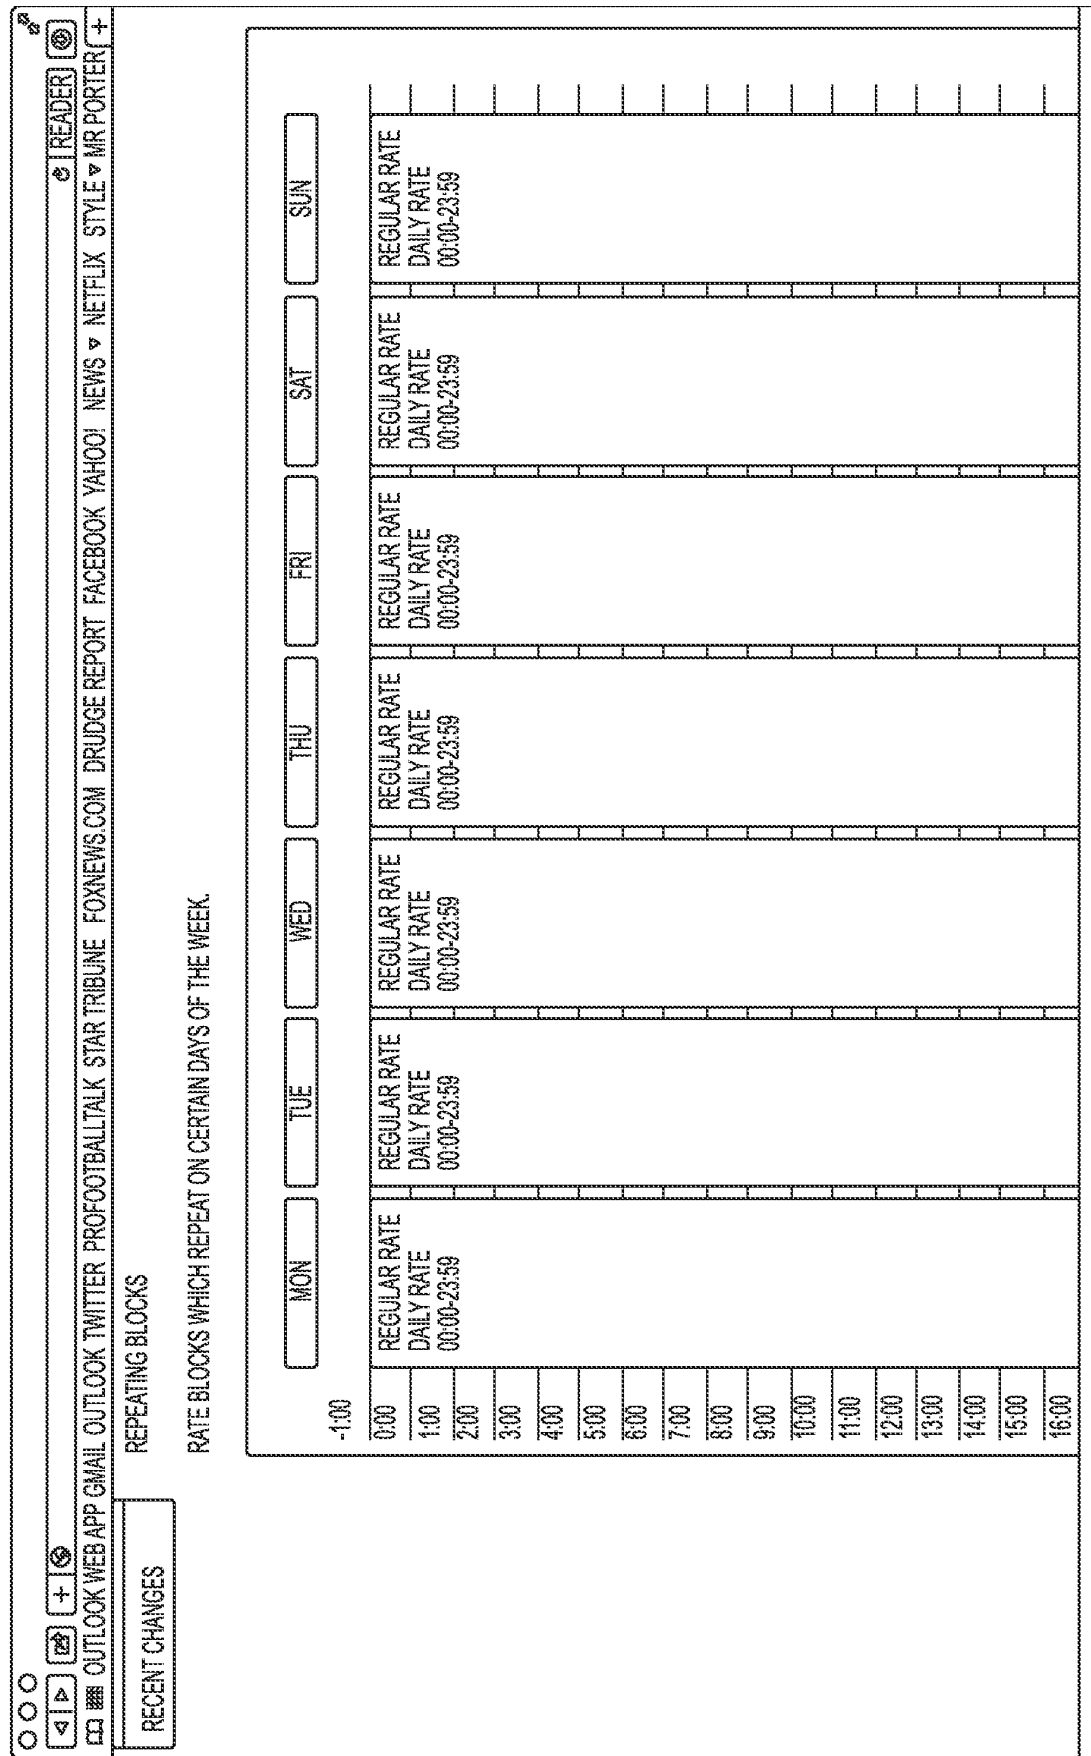 READER
OUTLOOK WEB APP GMAIL OUTLOOK TWITTER PROFOOTBALLTALK STAR TRIBUNE FOXNEWS.COM DRUDGE REPORT FACEBOOK YAHOO! NEWS ▾ NETFLIX STYLE ▾ MR PORTER
+
RECENT CHANGES
REPEATING BLOCKS
RATE BLOCKS WHICH REPEAT ON CERTAIN DAYS OF THE WEEK.
MON TUE WED THU FRI SAT SUN
-1:00
0:00
1:00
2:00
3:00
4:00
5:00
6:00
7:00
8:00
9:00
10:00
11:00
12:00
13:00
14:00
15:00
16:00
REGULAR RATE
DAILY RATE
00:00-23:59
REGULAR RATE
DAILY RATE
00:00-23:59
REGULAR RATE
DAILY RATE
00:00-23:59
REGULAR RATE
DAILY RATE
00:00-23:59
REGULAR RATE
DAILY RATE
00:00-23:59
REGULAR RATE
DAILY RATE
00:00-23:59
REGULAR RATE
DAILY RATE
00:00-23:59